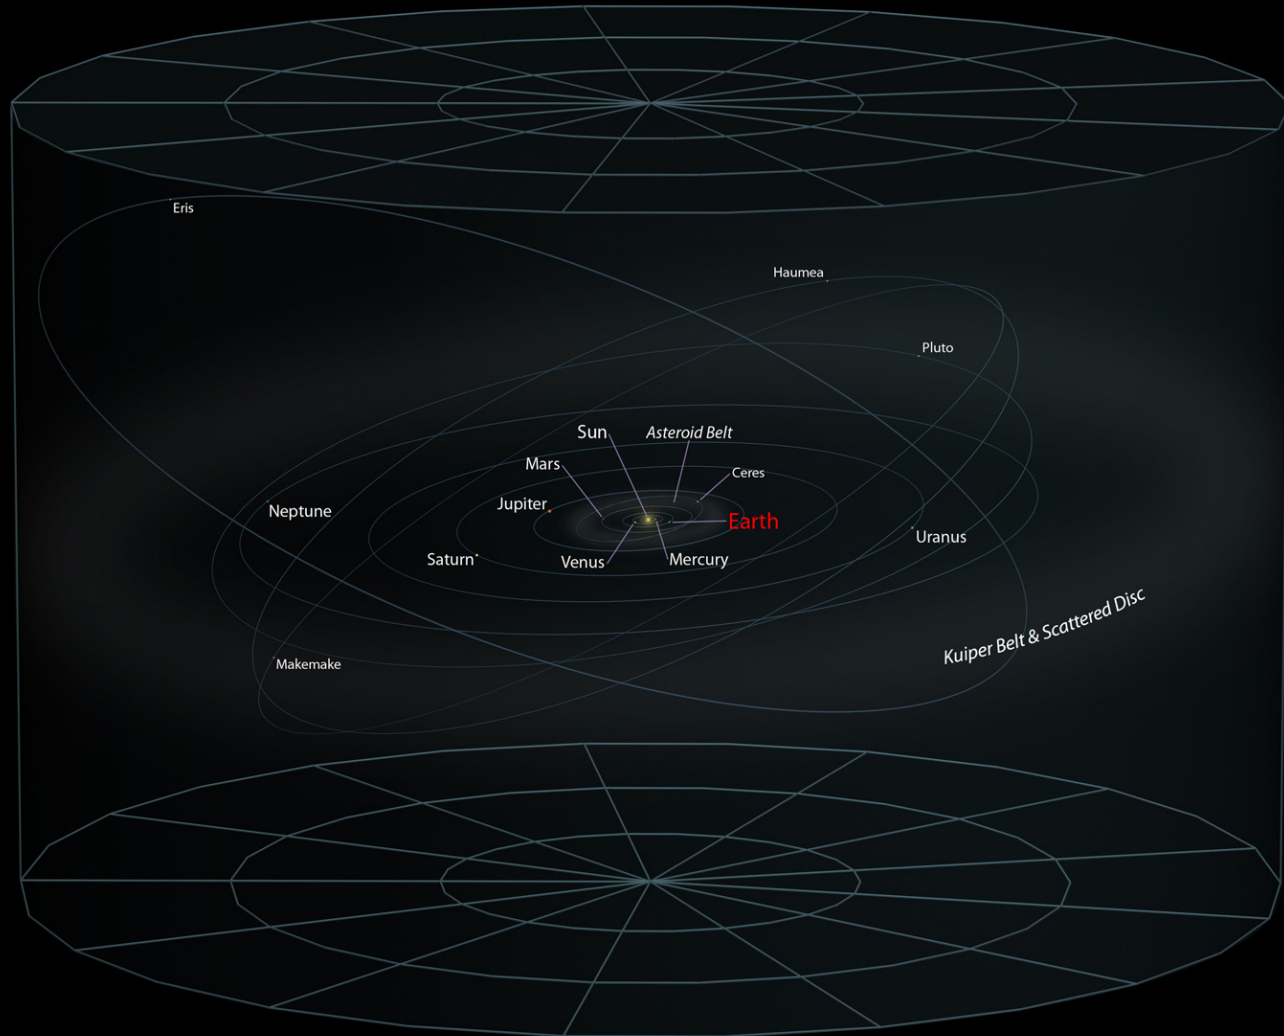 Eris
Haumea
Pluto
Sun
Asteroid Belt
Mars
Ceres
Jupiter
Neptune
Earth
Uranus
Saturn
Venus
Mercury
Kuiper Belt & Scattered Disc
Makemake